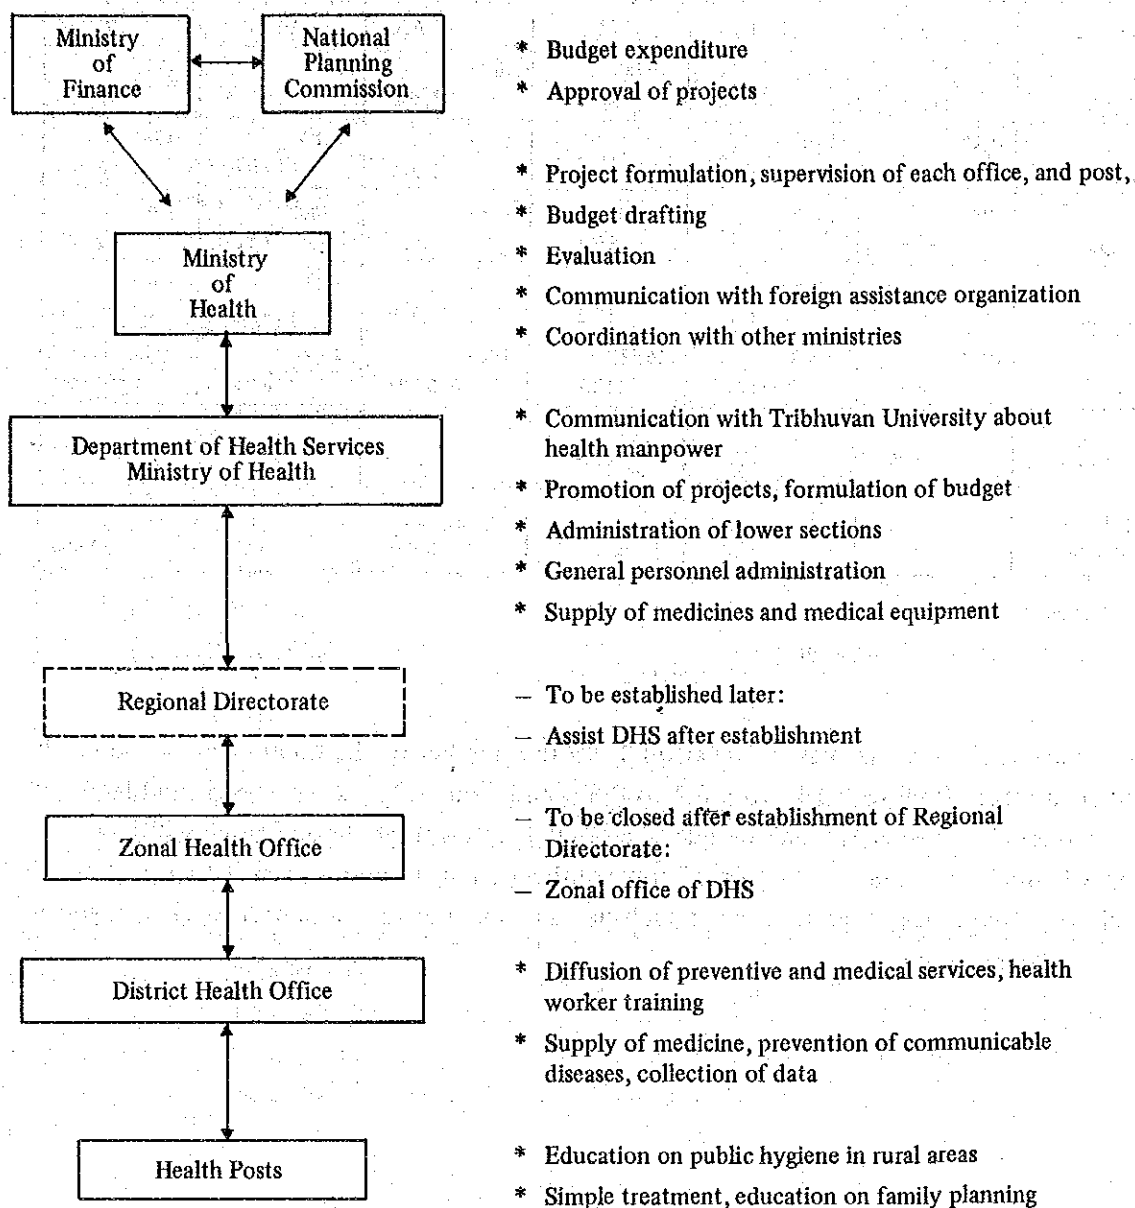 Ministry
of
Finance
National
Planning
Commission
* Budget expenditure
* Approval of projects
Ministry
of
Health
* Project formulation, supervision of each office, and post,
* Budget drafting
* Evaluation
* Communication with foreign assistance organization
* Coordination with other ministries
Department of Health Services
Ministry of Health
* Communication with Tribhuvan University about
health manpower
* Promotion of projects, formulation of budget
* Administration of lower sections
* General personnel administration
* Supply of medicines and medical equipment
Regional Directorate
– To be established later:
– Assist DHS after establishment
Zonal Health Office
– To be closed after establishment of Regional
Directorate:
– Zonal office of DHS
District Health Office
* Diffusion of preventive and medical services, health
worker training
* Supply of medicine, prevention of communicable
diseases, collection of data
Health Posts
* Education on public hygiene in rural areas
* Simple treatment, education on family planning